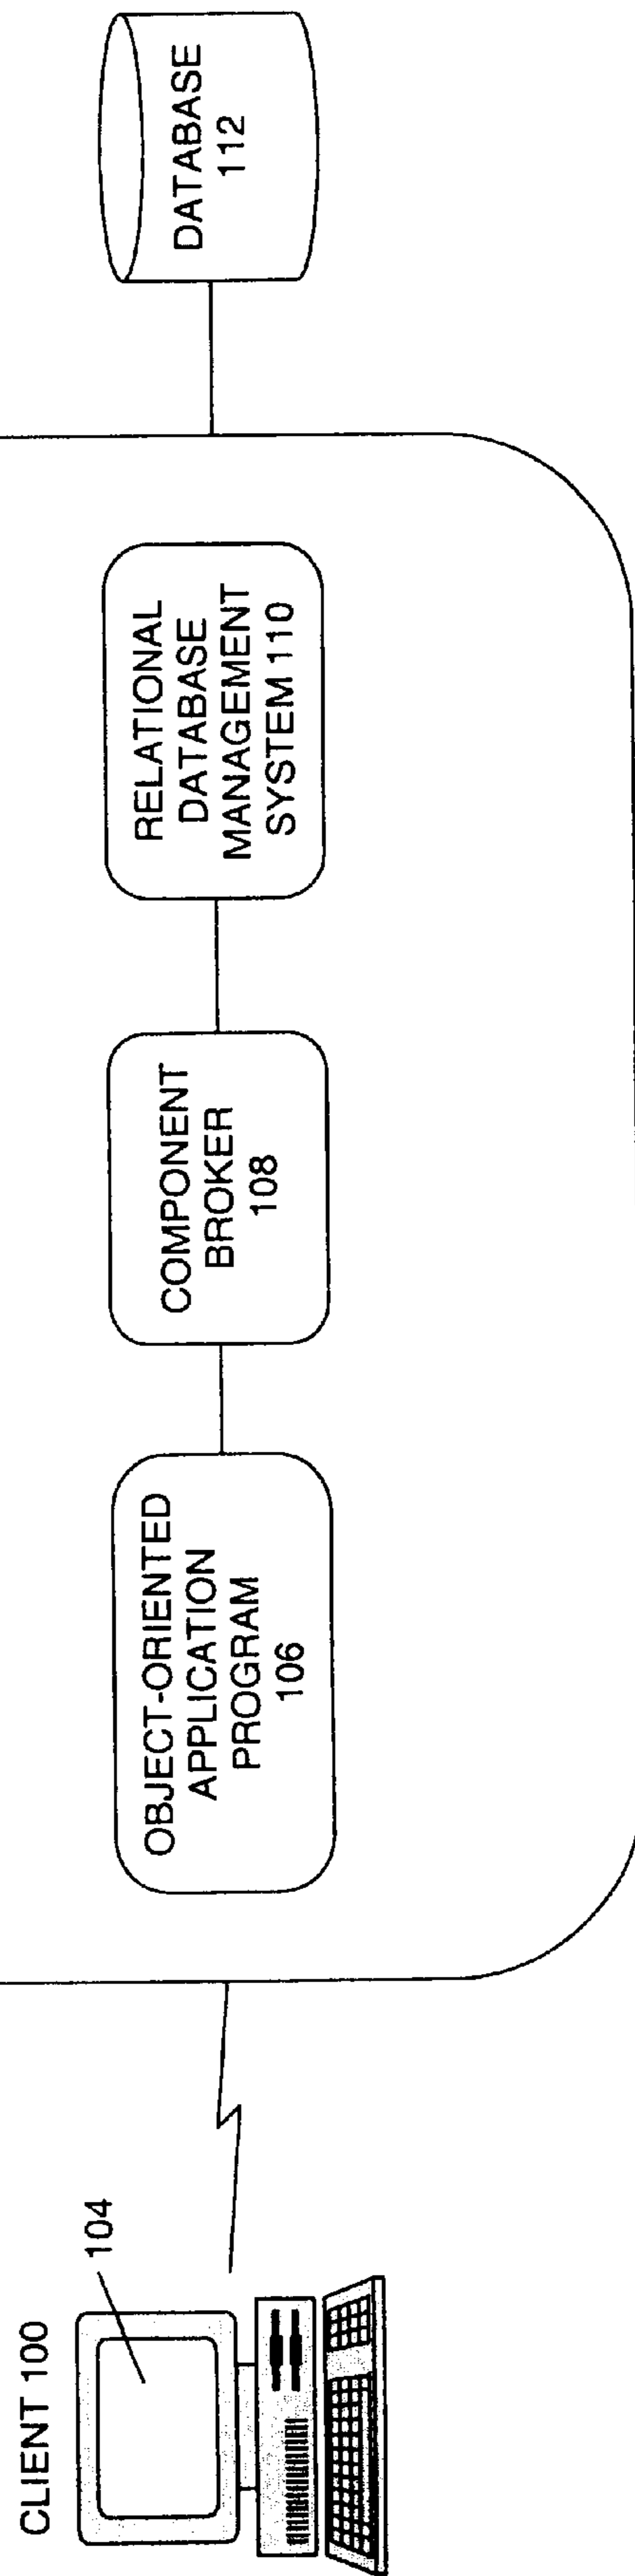 CLIENT 100
104
OBJECT-ORIENTED
APPLICATION
PROGRAM
106
COMPONENT
BROKER
108
RELATIONAL
DATABASE
MANAGEMENT
SYSTEM 110
DATABASE
112